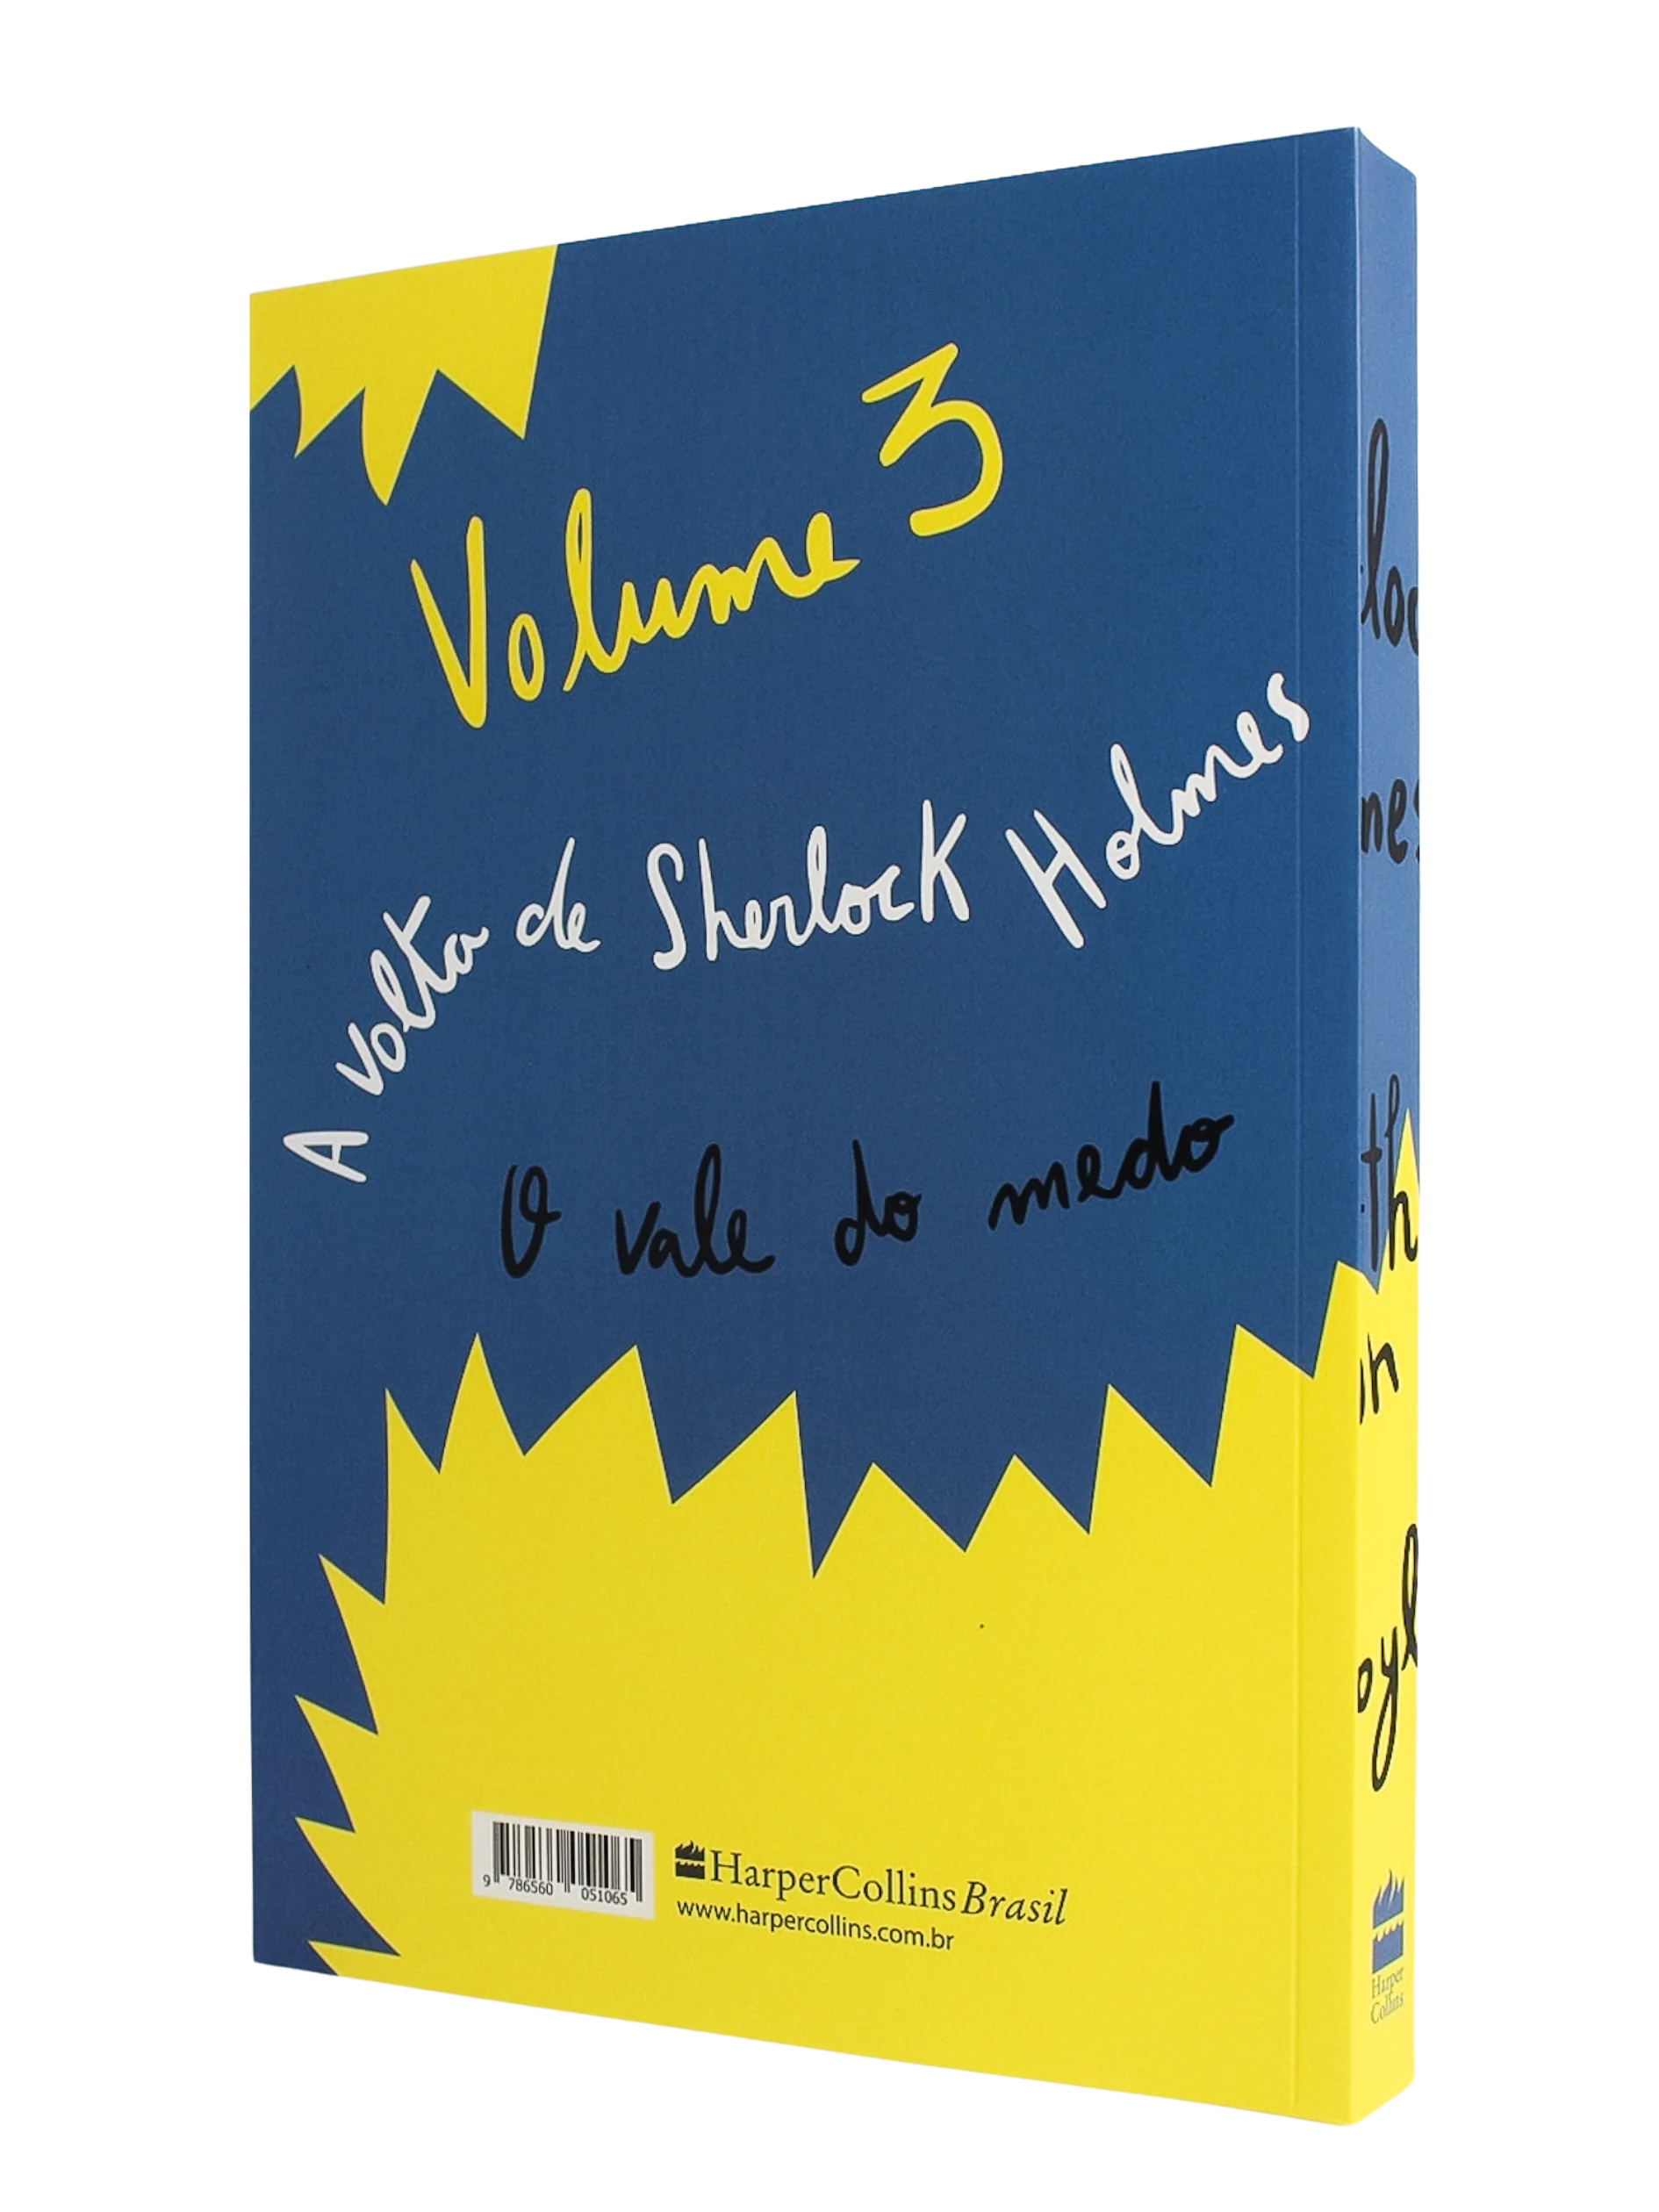 Volume 3
A volta de Sherlock Holmes
O vale do medo
9 786560 051065
HarperCollins Brasil
www.harpercollins.com.br
Harper
Collins